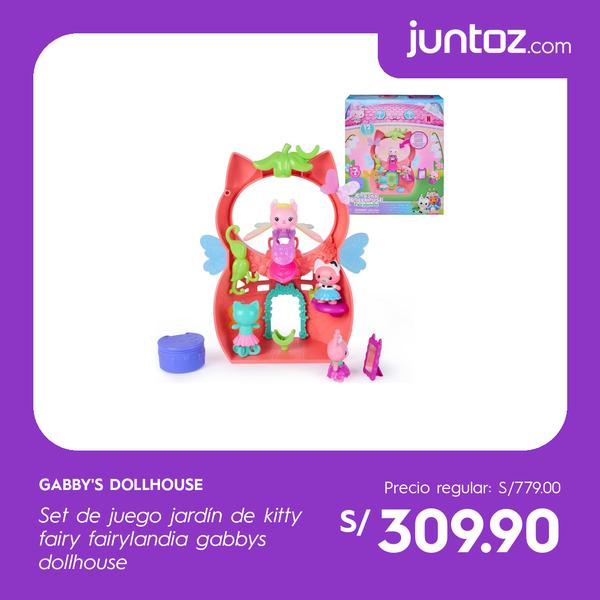 juntoz.com
GABBY'S DOLLHOUSE
Set de juego jardín de kitty
fairy fairylandia gabbys
dollhouse
Precio regular: S/779.00
S/ 309.90